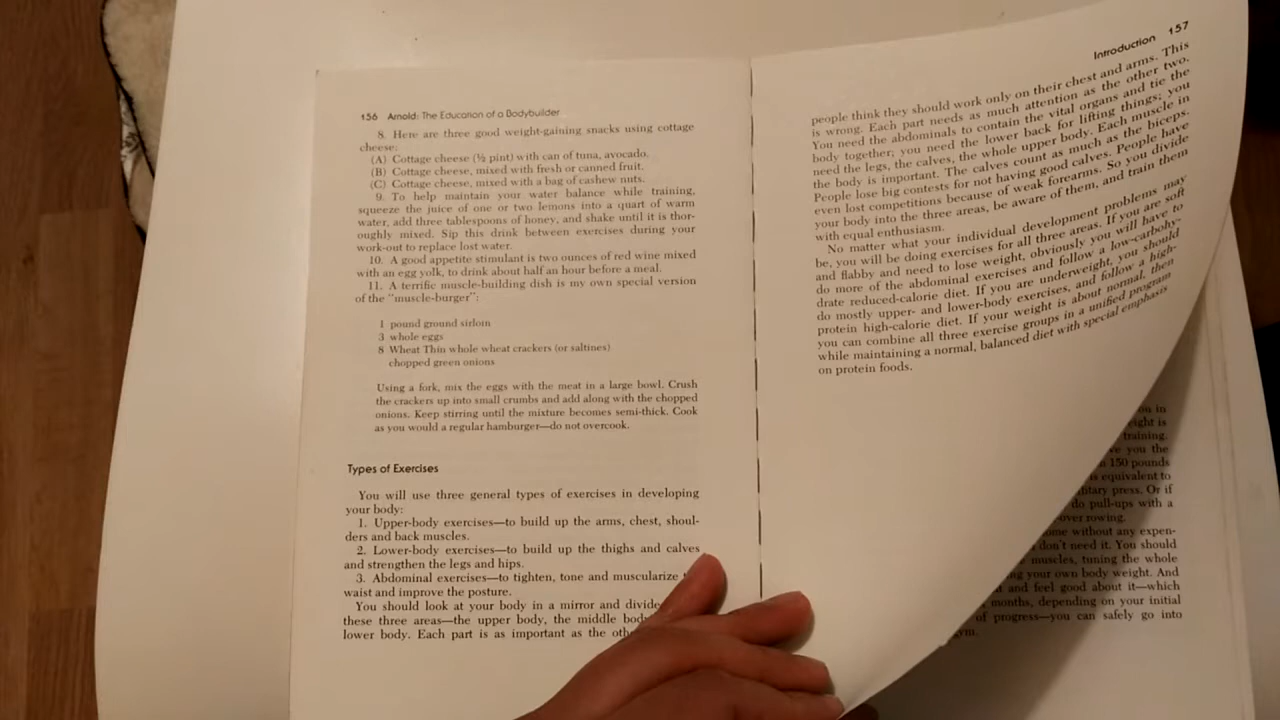 156 Arnold: The Education of a Bodybuilder
8. Here are three good weight-gaining snacks using cottage
cheese:
(A) Cottage cheese (½ pint) with can of tuna, avocado.
(B) Cottage cheese, mixed with fresh or canned fruit.
(C) Cottage cheese, mixed with a bag of cashew nuts.
9. To help maintain your water balance while training,
squeeze the juice of one or two lemons into a quart of warm
water, add three tablespoons of honey, and shake until it is thor-
oughly mixed. Sip this drink between exercises during your
work-out to replace lost water.
10. A good appetite stimulant is two ounces of red wine mixed
with an egg yolk, to drink about half an hour before a meal.
11. A terrific muscle-building dish is my own special version
of the "muscle-burger":
1 pound ground sirloin
3 whole eggs
8 Wheat Thin whole wheat crackers (or saltines)
chopped green onions
Using a fork, mix the eggs with the meat in a large bowl. Crush
the crackers up into small crumbs and add along with the chopped
onions. Keep stirring until the mixture becomes semi-thick. Cook
as you would a regular hamburger—do not overcook.
Types of Exercises
You will use three general types of exercises in developing
your body:
1. Upper-body exercises—to build up the arms, chest, shoul-
ders and back muscles.
2. Lower-body exercises—to build up the thighs and calves
and strengthen the legs and hips.
3. Abdominal exercises—to tighten, tone and muscularize
waist and improve the posture.
You should look at your body in a mirror and divide
these three areas—the upper body, the middle
lower body. Each part is as important as the
Introduction 157
people think they should work only on their chest and arms. This
is wrong. Each part needs as much attention as the other two.
You need the abdominals to contain the vital organs and tie the
body together; you need the lower back for lifting things; you
need the legs, the calves, the whole upper body. Each muscle in
the body is important. The calves count as much as the biceps.
People lose big contests for not having good calves. People have
even lost competitions because of weak forearms. So you divide
your body into the three areas, be aware of them, and train them
with equal enthusiasm.
No matter what your individual development problems may
be, you will be doing exercises for all three areas. If you are soft
and flabby and need to lose weight, obviously you will have to
do more of the abdominal exercises and follow a low-carbohy-
drate reduced-calorie diet. If you are underweight, you should
do mostly upper- and lower-body exercises, and follow a high-
protein high-calorie diet. If your weight is about normal, then
you can combine all three exercise groups in a unified program
while maintaining a normal, balanced diet with special emphasis
on protein foods.
on in
is
training.
you the
150 pounds
is equivalent to
press. Or if
do pull-ups with a
rowing.
without any expen-
don't need it. You should
muscles, tuning the whole
your own body weight. And
and feel good about it—which
months, depending on your initial
of progress—you can safely go into
gym.